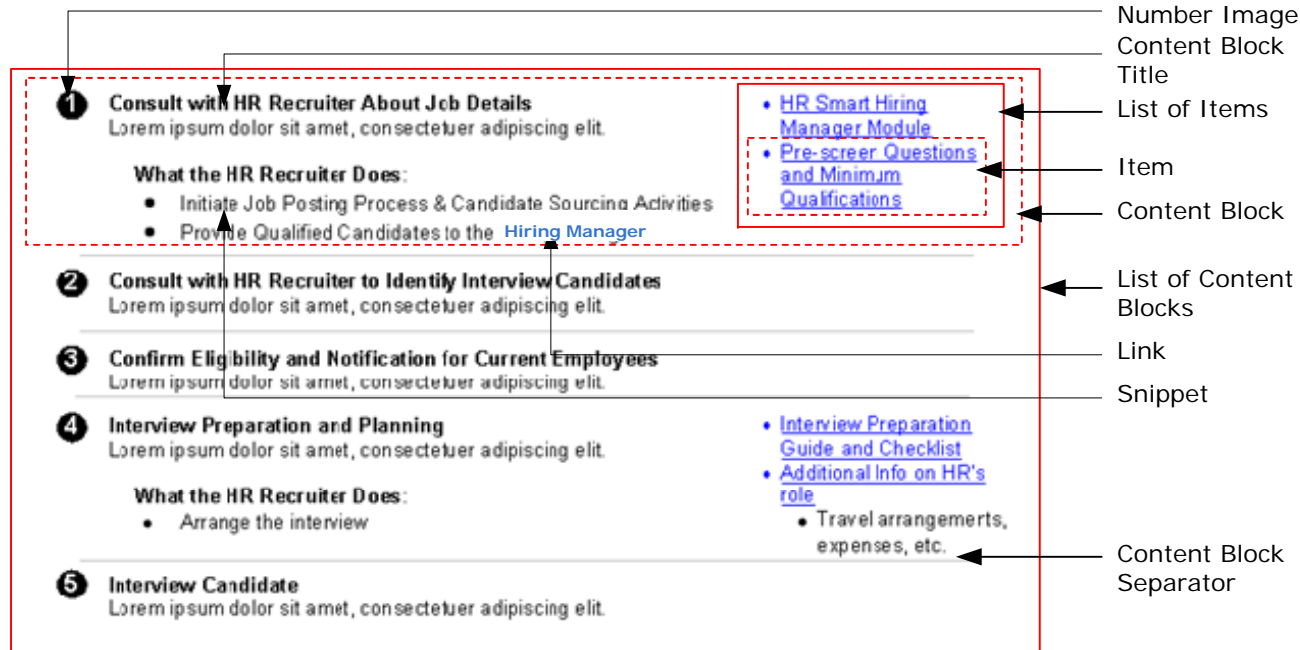 Number Image
Content Block
Title
1 Consult with HR Recruiter About Job Details
Lorem ipsum dolor sit amet, consectetuer adipiscing elit.
What the HR Recruiter Does:
• Initiate Job Posting Process & Candidate Sourcing Activities
• Provide Qualified Candidates to the Hiring Manager
• HR Smart Hiring
Manager Module
• Pre-screer Questions
and Minimum
Qualifications
List of Items
Item
Content Block
2 Consult with HR Recruiter to Identify Interview Candidates
Lorem ipsum dolor sit amet, consectetuer adipiscing elit.
List of Content
Blocks
3 Confirm Eligibility and Notification for Current Employees
Lorem ipsum dolor sit amet, consectetuer adipiscing elit.
Link
Snippet
4 Interview Preparation and Planning
Lorem ipsum dolor sit amet, consectetuer adipiscing elit.
What the HR Recruiter Does:
• Arrange the interview
• Interview Preparation
Guide and Checklist
• Additional Info on HR's
role
• Travel arrangements,
expenses, etc.
Content Block
Separator
5 Interview Candidate
Lorem ipsum dolor sit amet, consectetuer adipiscing elit.